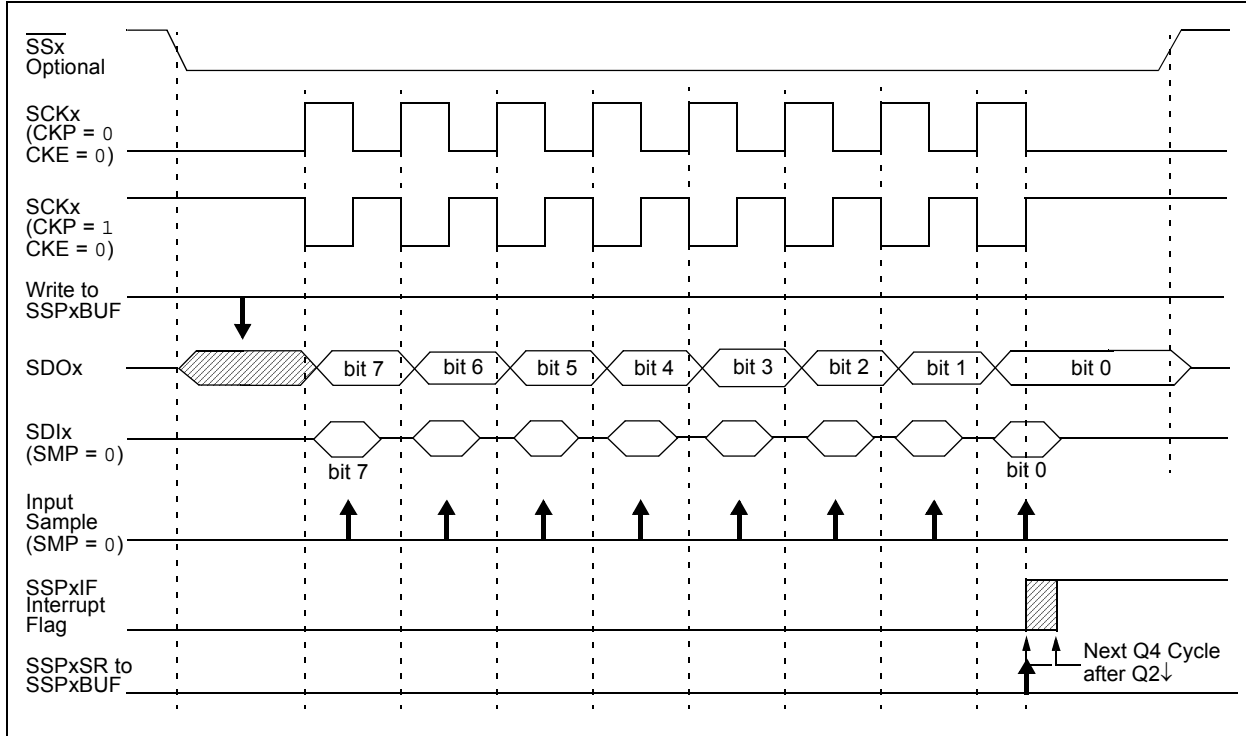 SSx
Optional
SCKx
(CKP = 0
CKE = 0)
SCKx
(CKP = 1
CKE = 0)
Write to
SSPxBUF
SDOx
bit 7
bit 6
bit 5
bit 4
bit 3
bit 2
bit 1
bit 0
SDIx
(SMP = 0)
bit 7
bit 0
Input
Sample
(SMP = 0)
SSPxIF
Interrupt
Flag
SSPxSR to
SSPxBUF
Next Q4 Cycle
after Q2↓